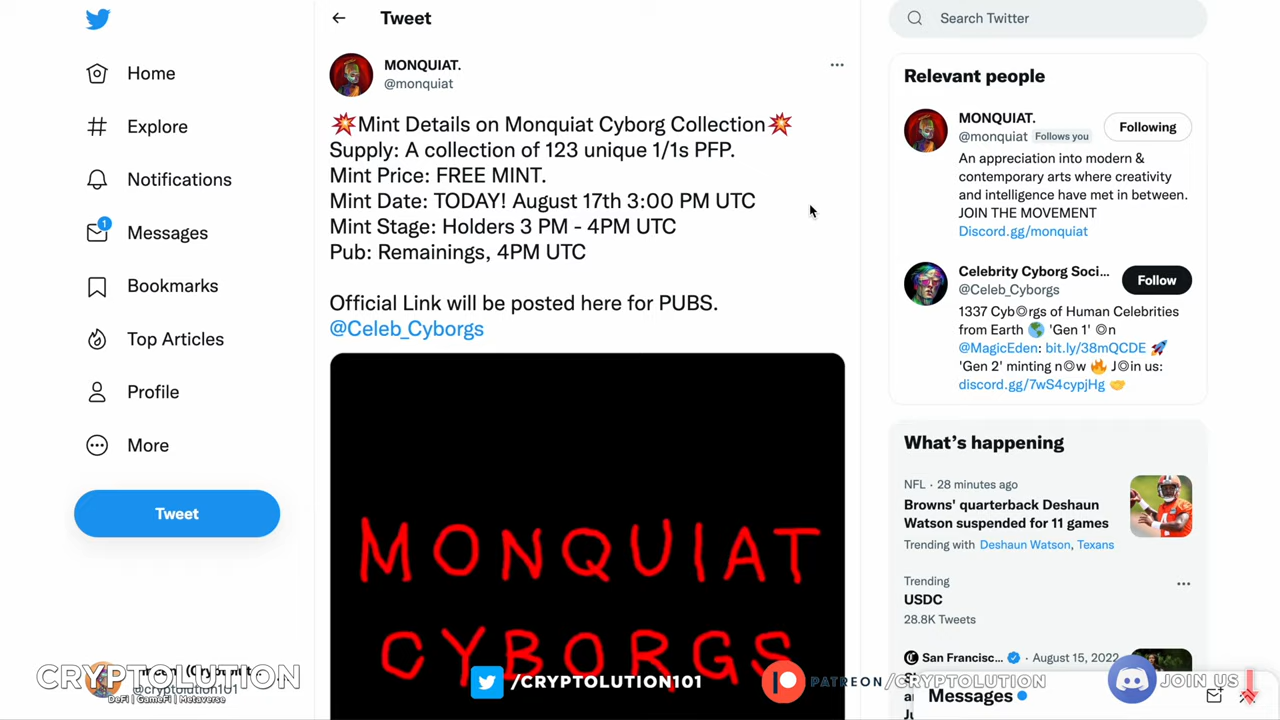 Tweet
Search Twitter
Home
Explore
Notifications
1
Messages
Bookmarks
Top Articles
Profile
More
Tweet
MONQUIAT.
@monquiat
💥Mint Details on Monquiat Cyborg Collection💥
Supply: A collection of 123 unique 1/1s PFP.
Mint Price: FREE MINT.
Mint Date: TODAY! August 17th 3:00 PM UTC
Mint Stage: Holders 3 PM - 4PM UTC
Pub: Remainings, 4PM UTC
Official Link will be posted here for PUBS.
@Celeb_Cyborgs
MONQUIAT
CYBORGS
Relevant people
MONQUIAT.
@monquiat Follows you
Following
An appreciation into modern &
contemporary arts where creativity
and intelligence have met in between.
JOIN THE MOVEMENT
Discord.gg/monquiat
Celebrity Cyborg Soci...
@Celeb_Cyborgs
Follow
1337 Cyb◎rgs of Human Celebrities
from Earth 🌎 'Gen 1' ◎n
@MagicEden: bit.ly/38mQCDE 🚀
'Gen 2' minting n◎w 🔥 J◎in us:
discord.gg/7wS4cypjHg 🤝
What's happening
NFL · 28 minutes ago
Browns' quarterback Deshaun
Watson suspended for 11 games
Trending with Deshaun Watson, Texans
Trending
USDC
28.8K Tweets
San Francisc... · August 15, 2022
Messages
CRYPTOLUTION
@cryptolution101
DeFi | GameFi | Metaverse
/CRYPTOLUTION101
PATREON/CRYPTOLUTION
JOIN US